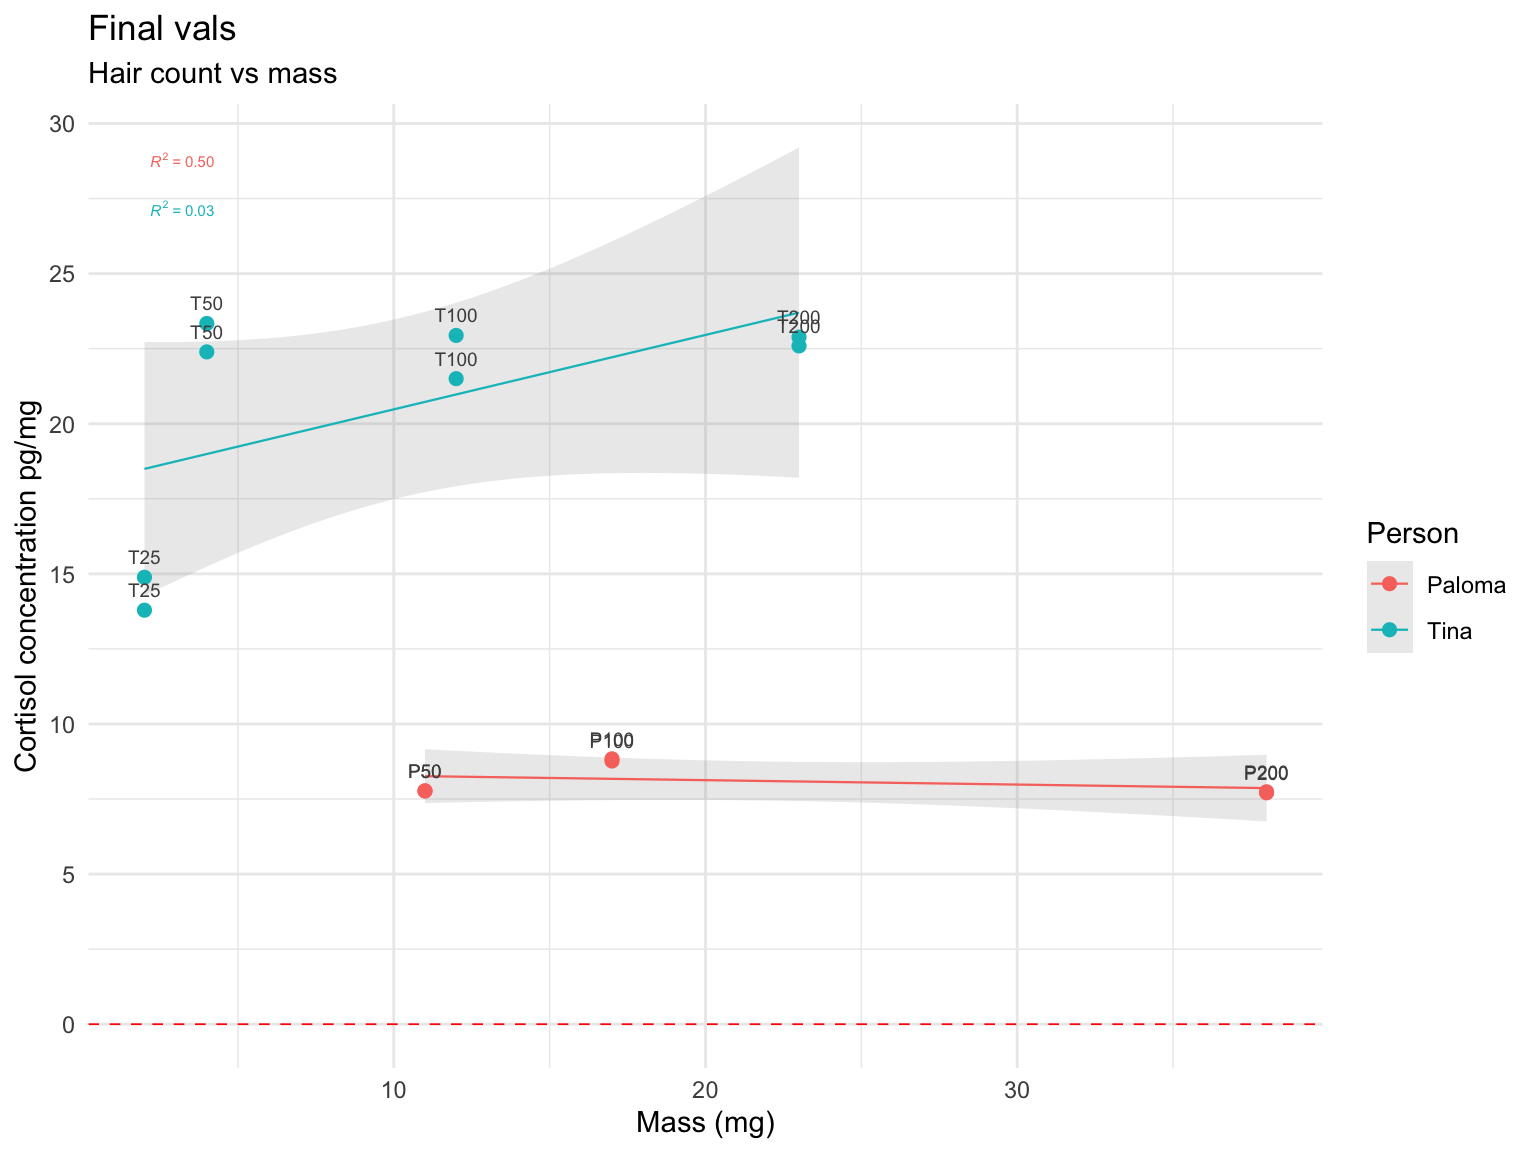 Final vals
Hair count vs mass
30
R² = 0.50
R² = 0.03
25
T50
T50
T100
T100
T200
T200
20
15
T25
T25
10
P100
P100
P50
P200
5
0
10
20
30
Mass (mg)
Cortisol concentration pg/mg
Person
Paloma
Tina